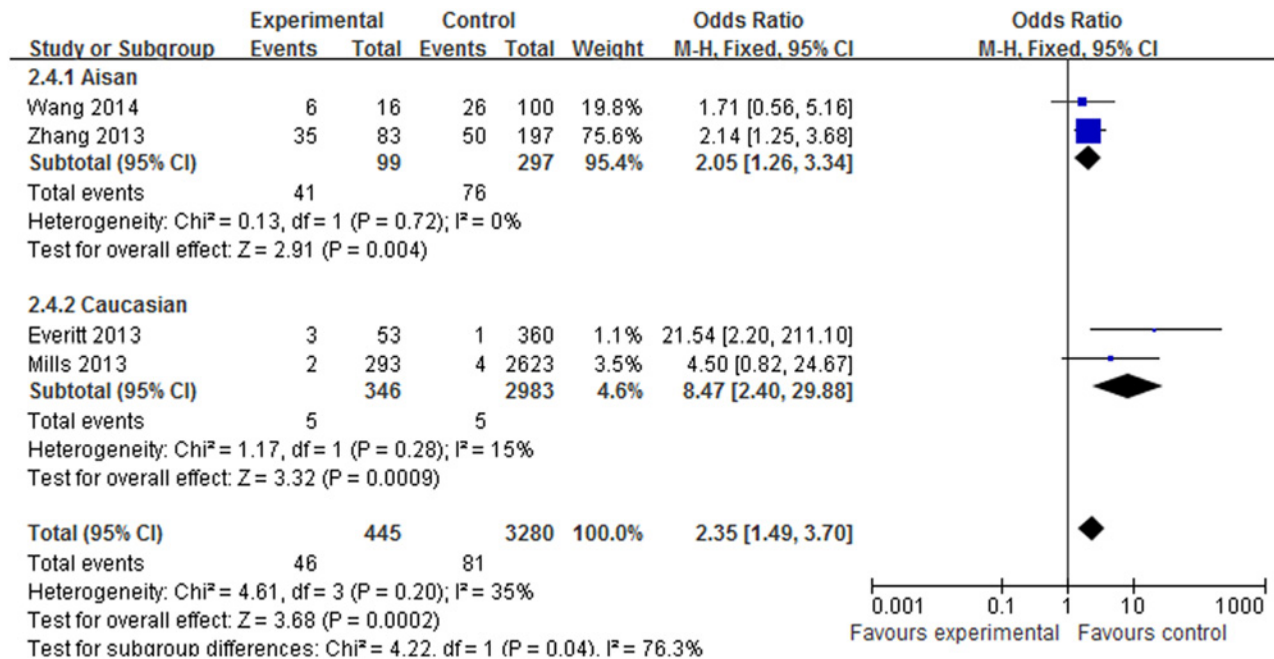 Experimental Control Odds Ratio Odds Ratio
Study or Subgroup Events Total Events Total Weight M-H, Fixed, 95% CI M-H, Fixed, 95% CI
2.4.1 Aisan
Wang 2014 6 16 26 100 19.8% 1.71 [0.56, 5.16]
Zhang 2013 35 83 50 197 75.6% 2.14 [1.25, 3.68]
Subtotal (95% CI) 99 297 95.4% 2.05 [1.26, 3.34]
Total events 41 76
Heterogeneity: Chi² = 0.13, df = 1 (P = 0.72); I² = 0%
Test for overall effect: Z = 2.91 (P = 0.004)
2.4.2 Caucasian
Everitt 2013 3 53 1 360 1.1% 21.54 [2.20, 211.10]
Mills 2013 2 293 4 2623 3.5% 4.50 [0.82, 24.67]
Subtotal (95% CI) 346 2983 4.6% 8.47 [2.40, 29.88]
Total events 5 5
Heterogeneity: Chi² = 1.17, df = 1 (P = 0.28); I² = 15%
Test for overall effect: Z = 3.32 (P = 0.0009)
Total (95% CI) 445 3280 100.0% 2.35 [1.49, 3.70]
Total events 46 81
Heterogeneity: Chi² = 4.61, df = 3 (P = 0.20); I² = 35%
Test for overall effect: Z = 3.68 (P = 0.0002)
Test for subgroup differences: Chi² = 4.22. df = 1 (P = 0.04). I² = 76.3%
0.001 0.1 1 10 1000
Favours experimental Favours control